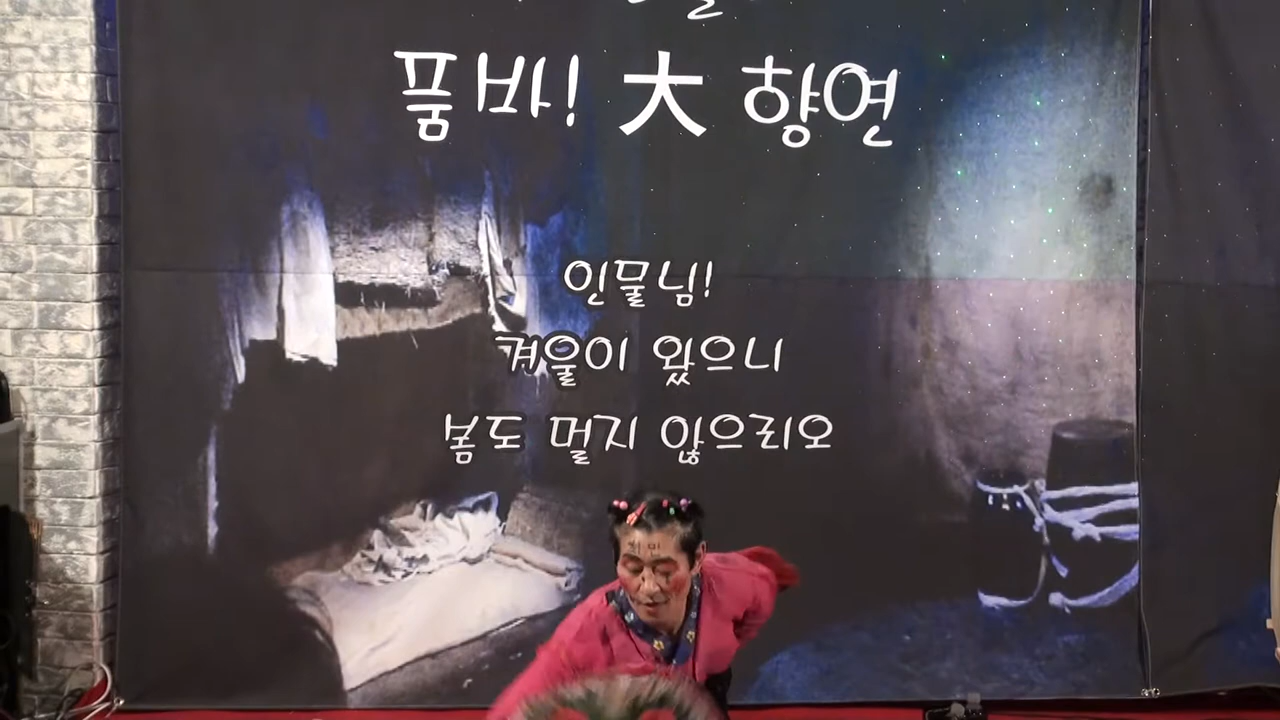 품바! 大 향연
인물님!
겨울이 왔으니
봄도 멀지 않으리오